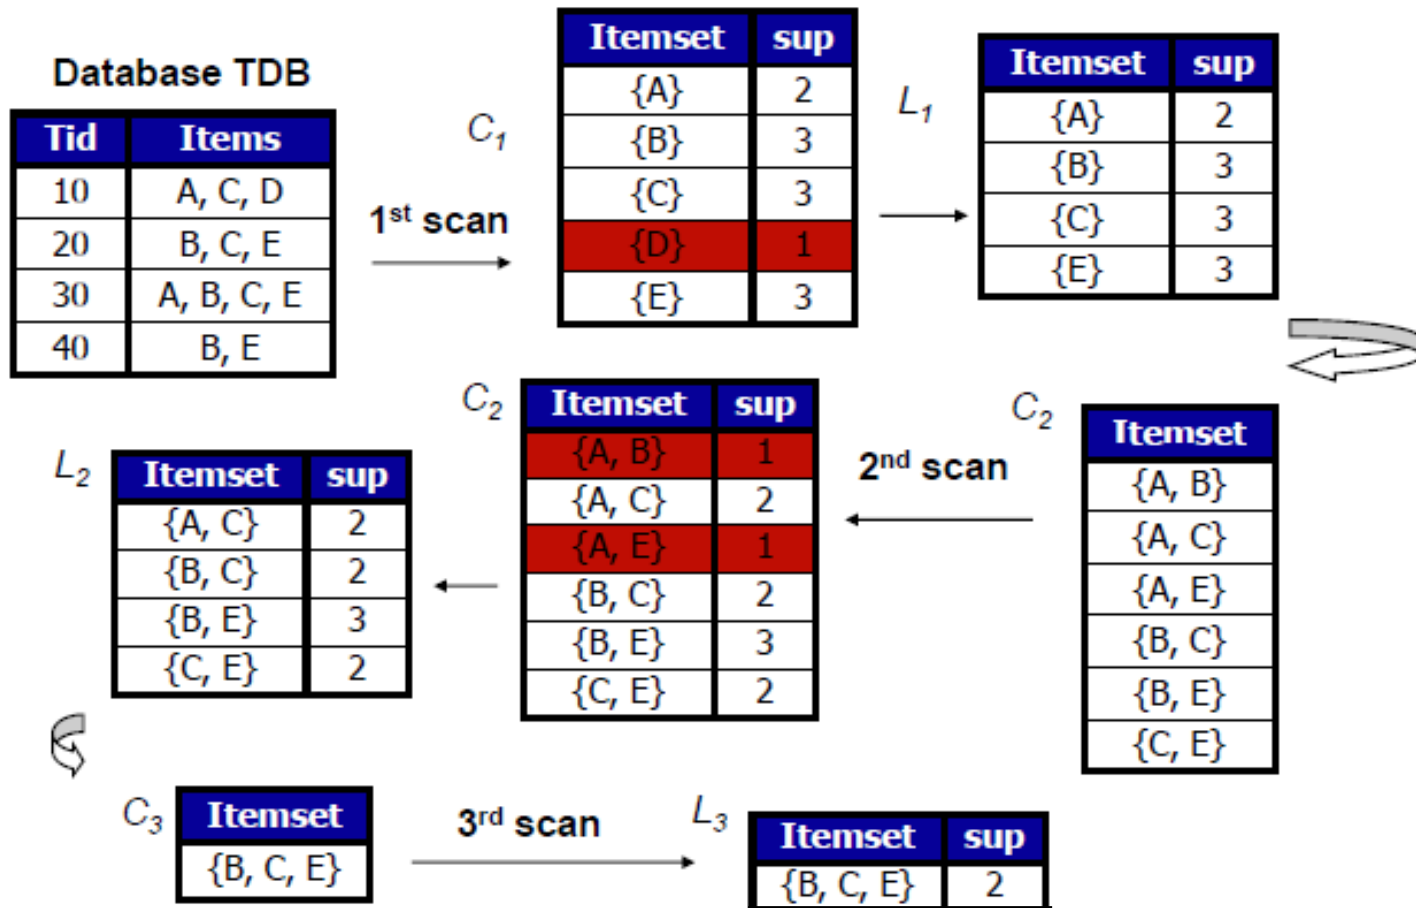 Database TDB
Tid Items
10 A, C, D
20 B, C, E
30 A, B, C, E
40 B, E
1st scan
C1
Itemset sup
{A} 2
{B} 3
{C} 3
{D} 1
{E} 3
L1
Itemset sup
{A} 2
{B} 3
{C} 3
{E} 3
C2
Itemset
{A, B}
{A, C}
{A, E}
{B, C}
{B, E}
{C, E}
2nd scan
C2
Itemset sup
{A, B} 1
{A, C} 2
{A, E} 1
{B, C} 2
{B, E} 3
{C, E} 2
L2
Itemset sup
{A, C} 2
{B, C} 2
{B, E} 3
{C, E} 2
C3
Itemset
{B, C, E}
3rd scan
L3
Itemset sup
{B, C, E} 2